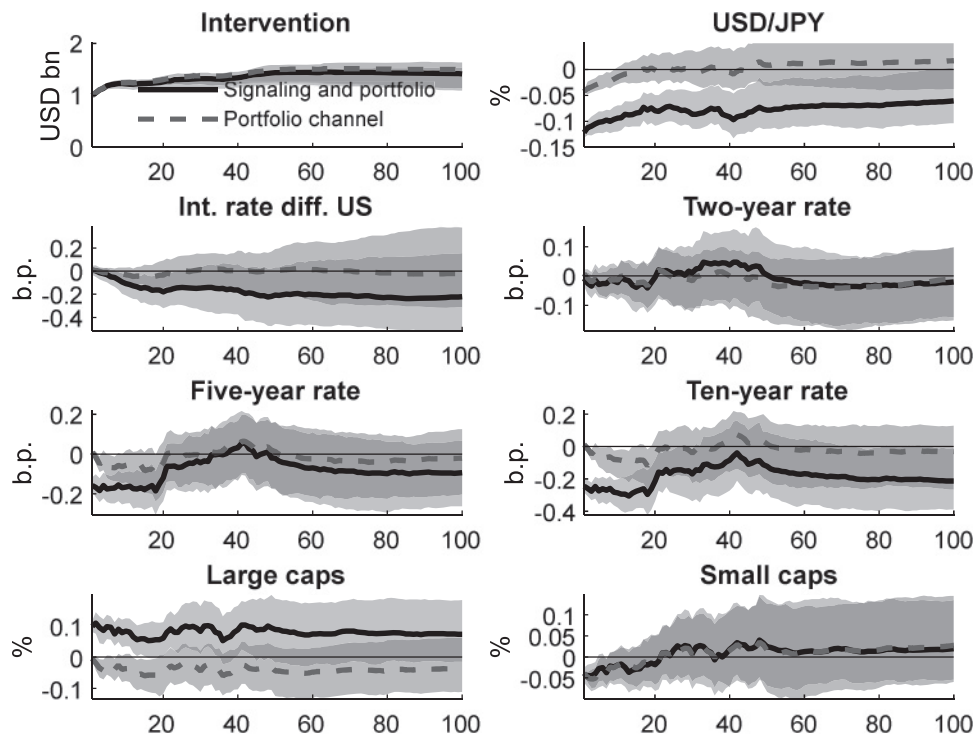 Intervention
USD/JPY
2
1
0
USD bn
Signaling and portfolio
Portfolio channel
20 40 60 80 100
0
-0.05
-0.1
-0.15
%
20 40 60 80 100
Int. rate diff. US
Two-year rate
0.2
0
-0.2
-0.4
b.p.
20 40 60 80 100
0.1
0
-0.1
b.p.
20 40 60 80 100
Five-year rate
Ten-year rate
0.2
0
-0.2
b.p.
20 40 60 80 100
0.2
0
-0.2
-0.4
b.p.
20 40 60 80 100
Large caps
Small caps
0.1
0
-0.1
%
20 40 60 80 100
0.1
0.05
0
-0.05
%
20 40 60 80 100